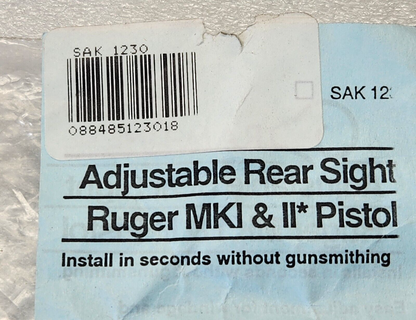 SAK 1230
088485123018
SAK 12
Adjustable Rear Sight
Ruger MKI & II* Pistol
Install in seconds without gunsmithing